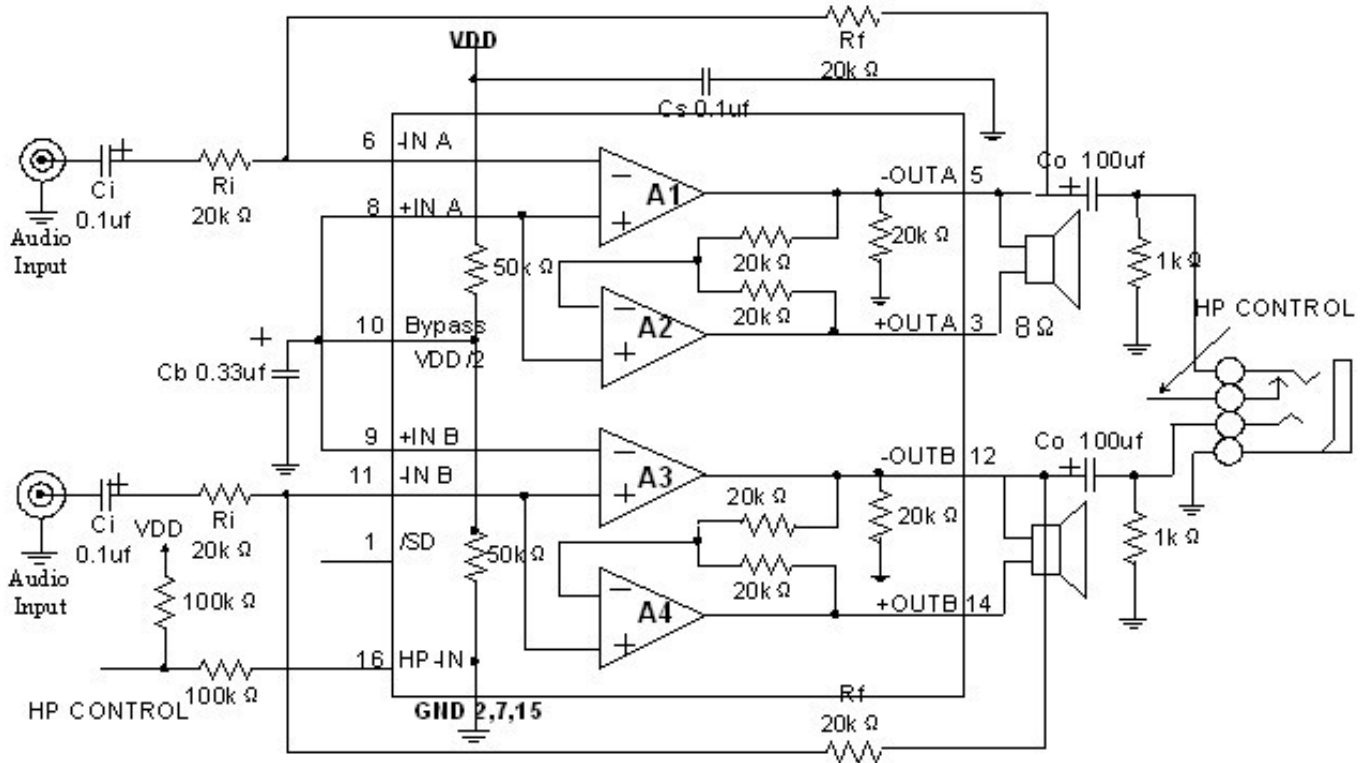 Rf
20k Ω
VDD
Cs 0.1uf
6 -IN A
Ci
0.1uf
Ri
20k Ω
Audio
Input
8 +IN A
A1
-OUTA 5
Co 100uf
20k Ω
20k Ω
1k Ω
50k Ω
20k Ω
A2
+OUTA 3
8 Ω
HP CONTROL
10 Bypass
VDD/2
Cb 0.33uf
9 +IN B
11 -IN B
A3
-OUTB 12
Co 100uf
Ci
0.1uf
Ri
20k Ω
Audio
Input
VDD
20k Ω
20k Ω
1k Ω
1 /SD
50k Ω
20k Ω
100k Ω
A4
+OUTB 14
16 HP-IN
100k Ω
HP CONTROL
GND 2,7,15
Rf
20k Ω